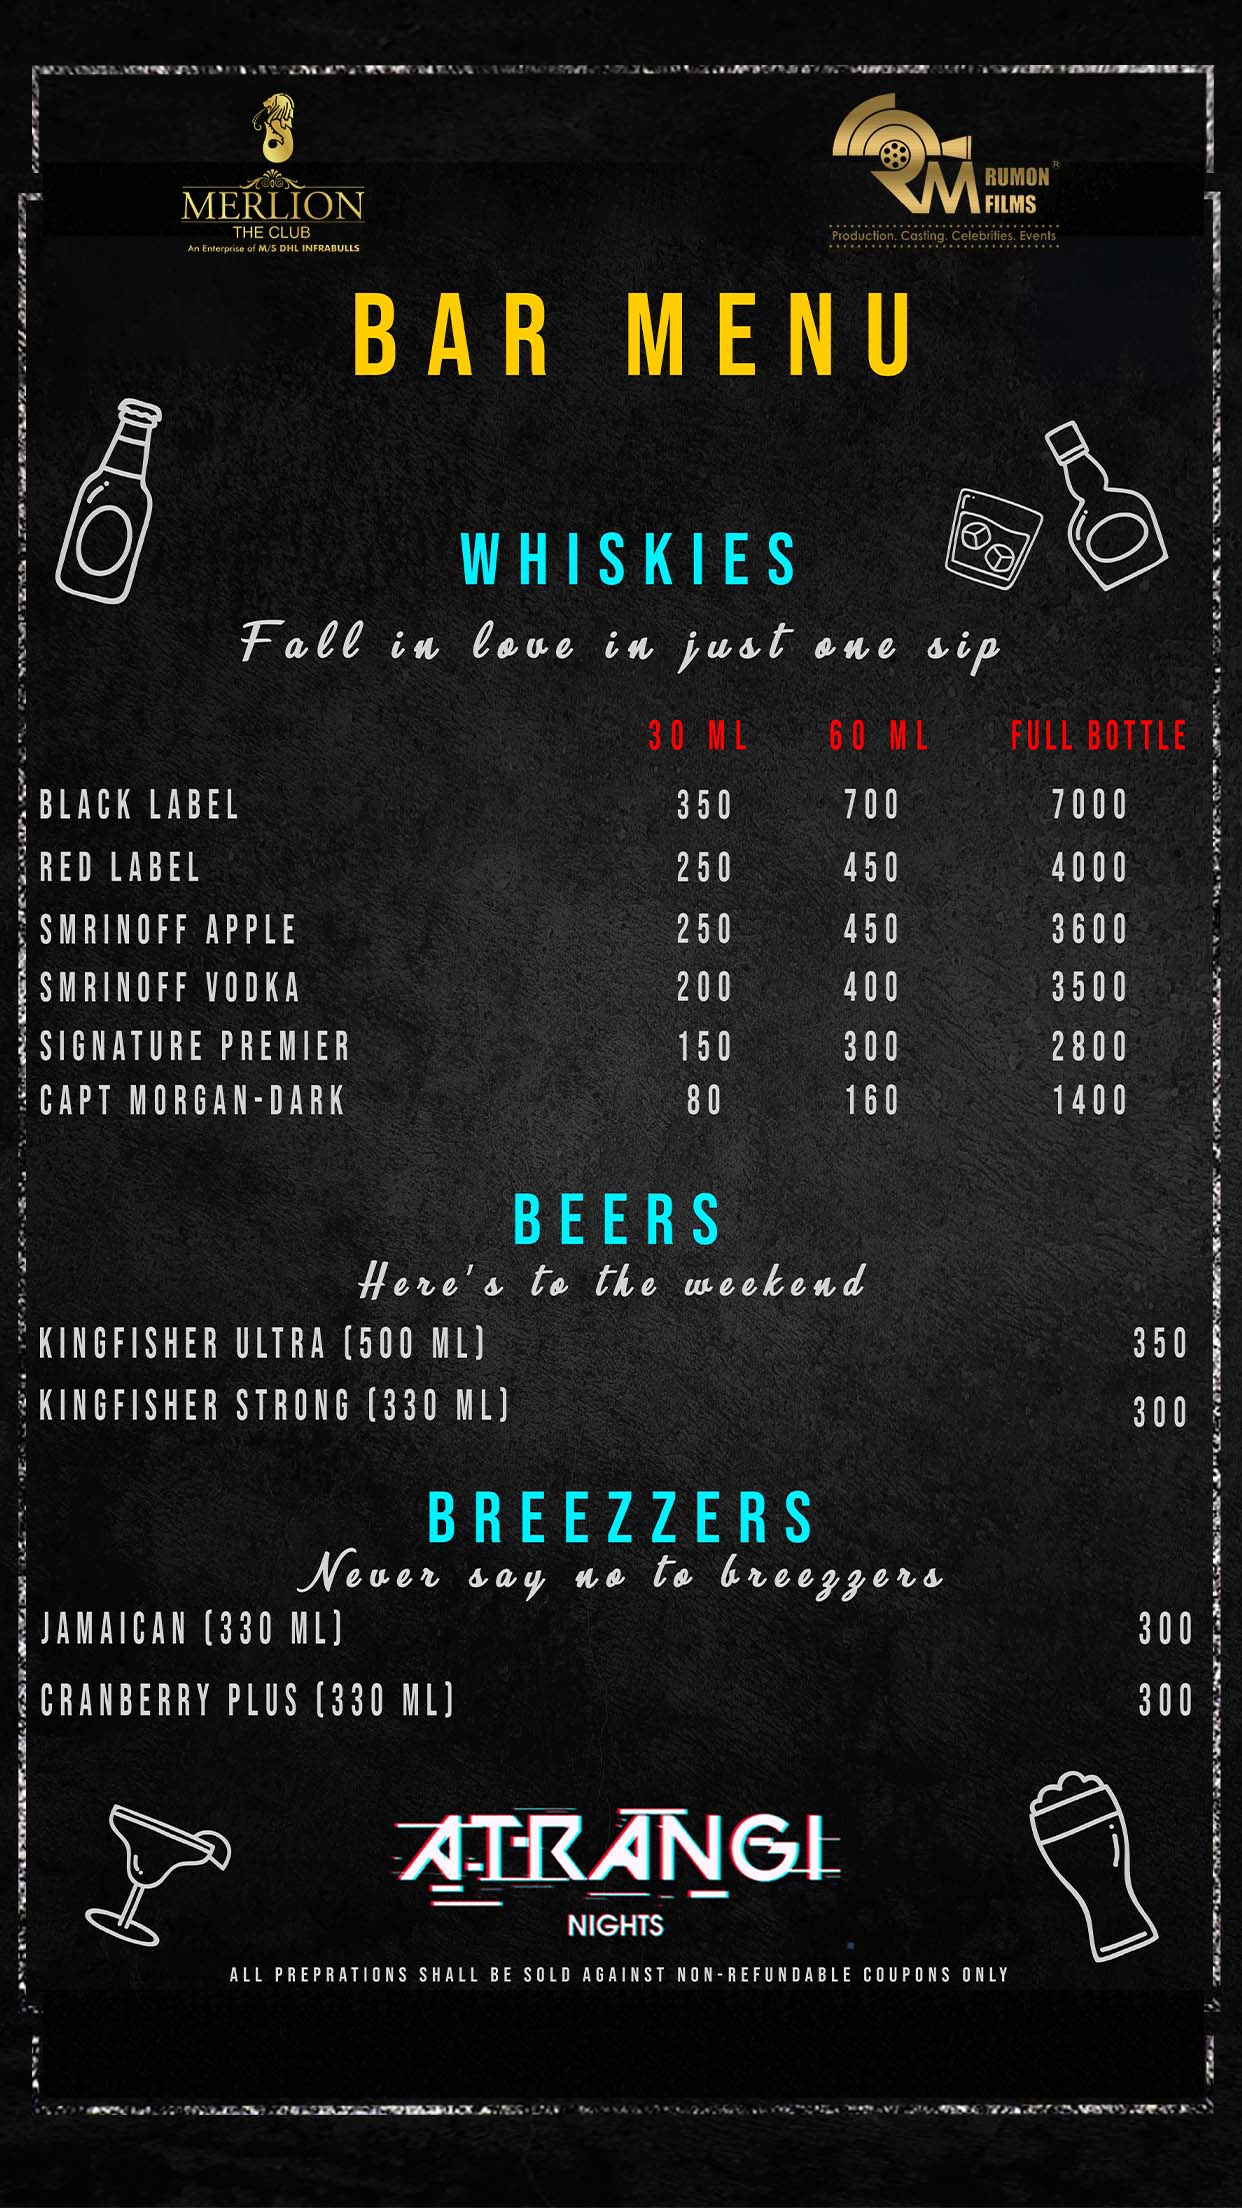 MERLION
THE CLUB
An Enterprise of M/S DHL INFRABULLS
RM RUMON FILMS ®
Production. Casting. Celebrities. Events
BAR MENU
WHISKIES
Fall in love in just one sip
30 ML 60 ML FULL BOTTLE
BLACK LABEL 350 700 7000
RED LABEL 250 450 4000
SMRINOFF APPLE 250 450 3600
SMRINOFF VODKA 200 400 3500
SIGNATURE PREMIER 150 300 2800
CAPT MORGAN-DARK 80 160 1400
BEERS
Here's to the weekend
KINGFISHER ULTRA (500 ML) 350
KINGFISHER STRONG (330 ML) 300
BREEZZERS
Never say no to breezzers
JAMAICAN (330 ML) 300
CRANBERRY PLUS (330 ML) 300
ATRANGI
NIGHTS
ALL PREPRATIONS SHALL BE SOLD AGAINST NON-REFUNDABLE COUPONS ONLY